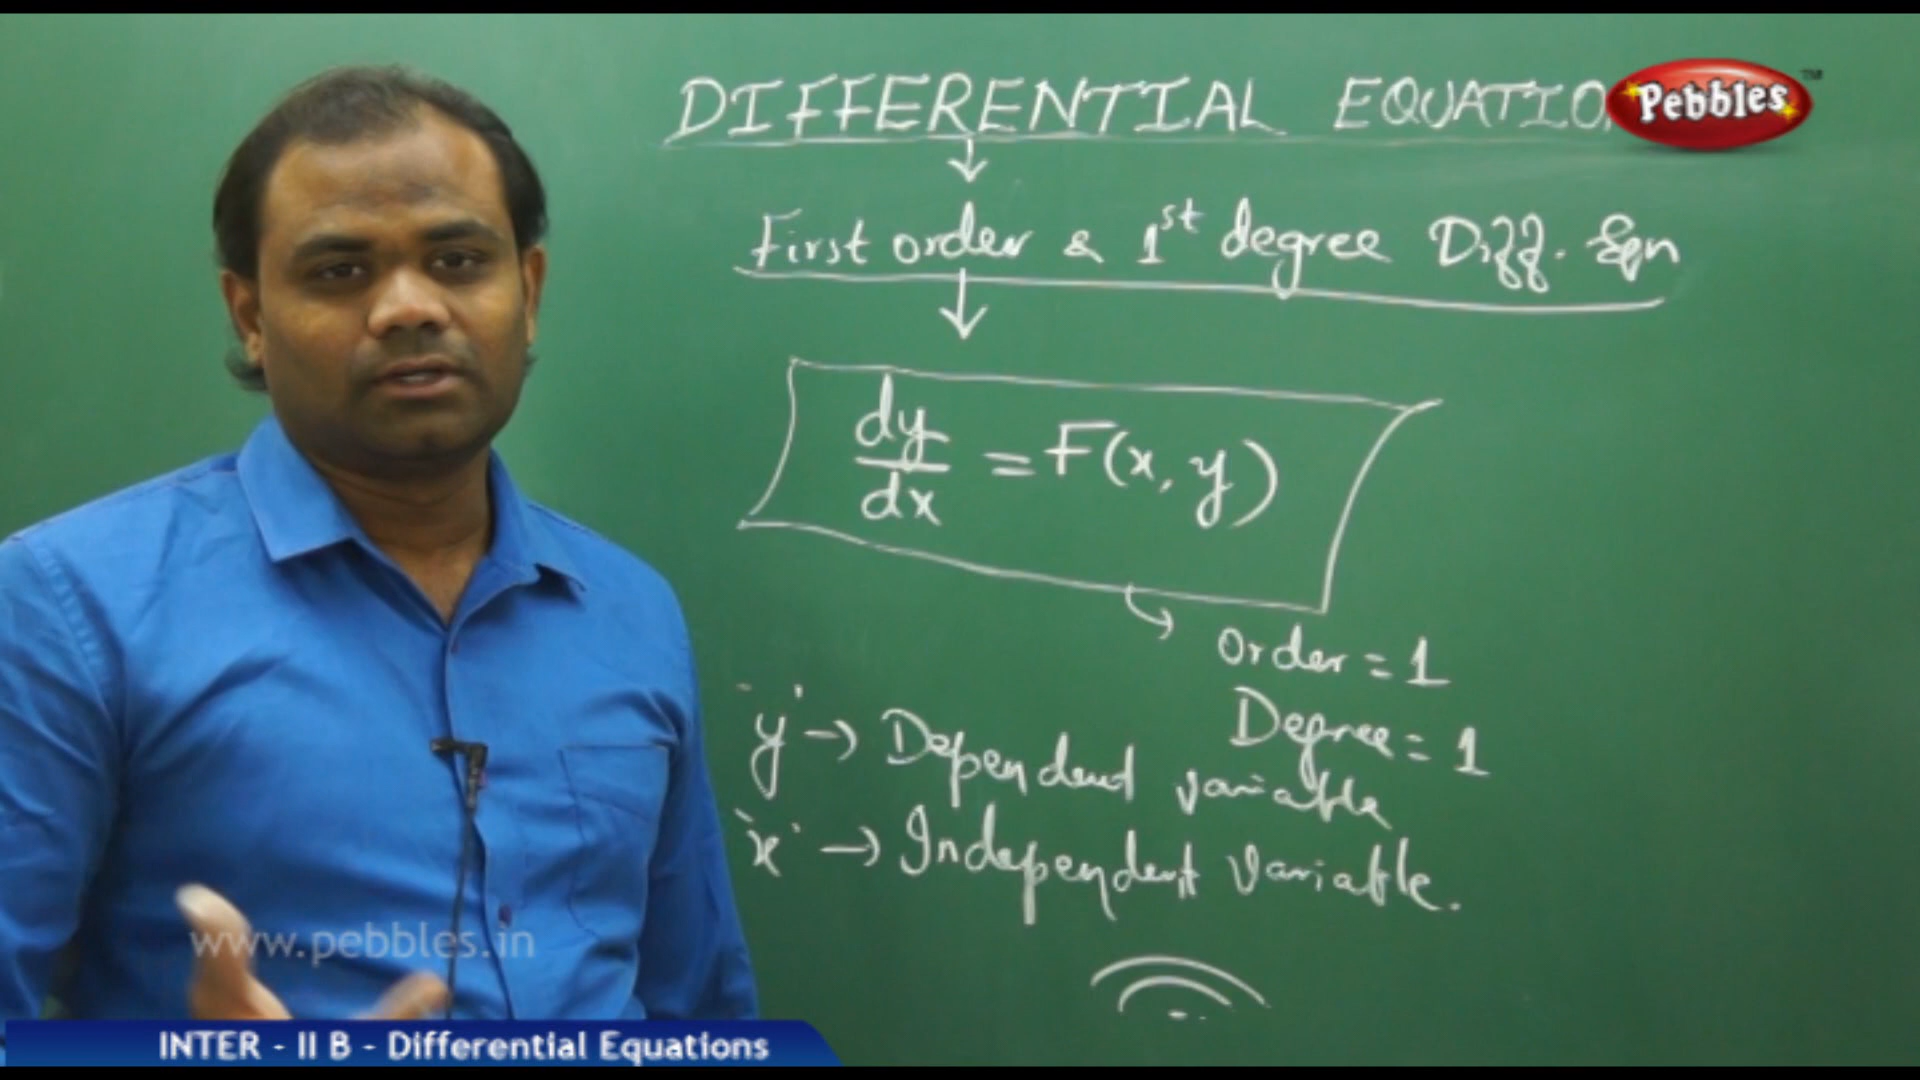 DIFFERENTIAL EQUATIO
Pebbles™
First order & 1st degree Diff. Eqn
dy/dx = F(x, y)
Order = 1
Degree = 1
'y' → Dependent variable
'x' → Independent variable.
www.pebbles.in
INTER - II B - Differential Equations